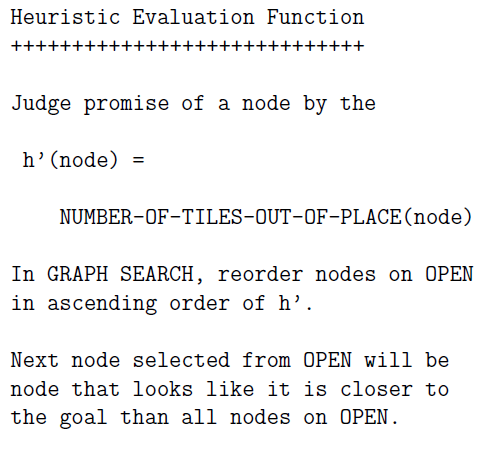 Heuristic Evaluation Function
+++++++++++++++++++++++++++++
Judge promise of a node by the
h’(node) =
NUMBER-OF-TILES-OUT-OF-PLACE(node)
In GRAPH SEARCH, reorder nodes on OPEN
in ascending order of h’.
Next node selected from OPEN will be
node that looks like it is closer to
the goal than all nodes on OPEN.